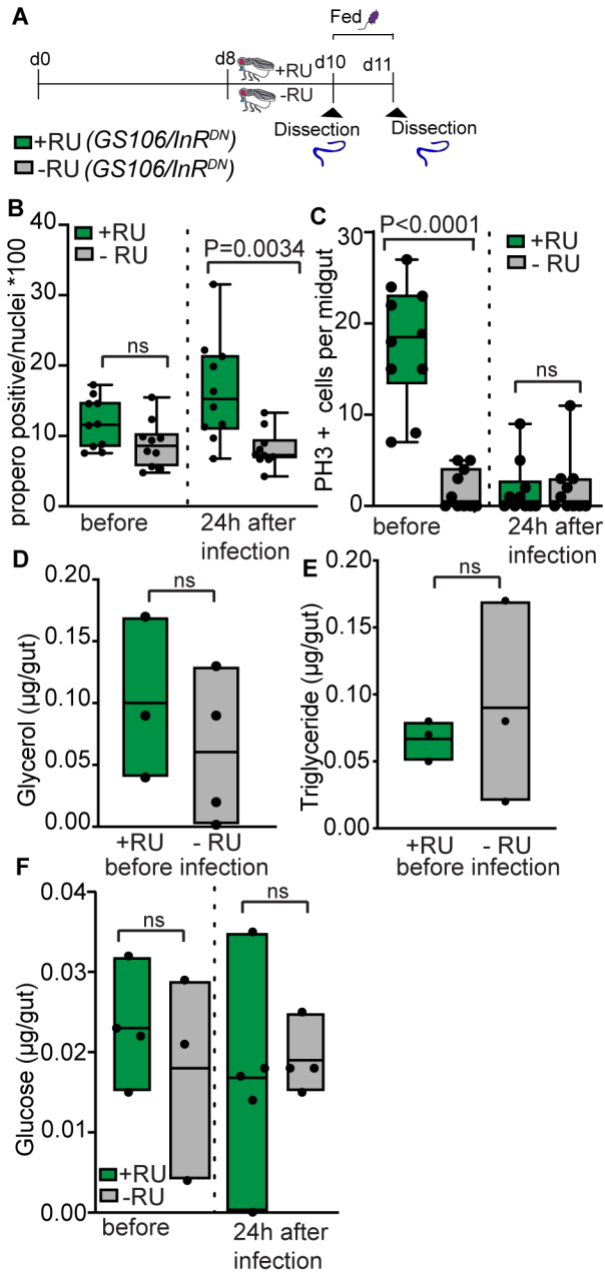 A
Fed
d0
d8
+RU
-RU
d10
d11
Dissection
Dissection
+RU (GS106/InR^DN)
-RU (GS106/InR^DN)
B
propero positive/nuclei *100
40
30
20
10
0
+RU
- RU
P=0.0034
ns
before
24h after
infection
C
PH3 + cells per midgut
30
20
10
0
P<0.0001
+RU
- RU
ns
before
24h after
infection
D
Glycerol (µg/gut)
0.20
0.15
0.10
0.05
0.00
ns
+RU
- RU
before infection
E
Triglyceride (µg/gut)
0.20
0.15
0.10
0.05
0.00
ns
+RU
- RU
before infection
F
Glucose (µg/gut)
0.04
0.03
0.02
0.01
0.00
ns
ns
+RU
-RU
before
24h after
infection